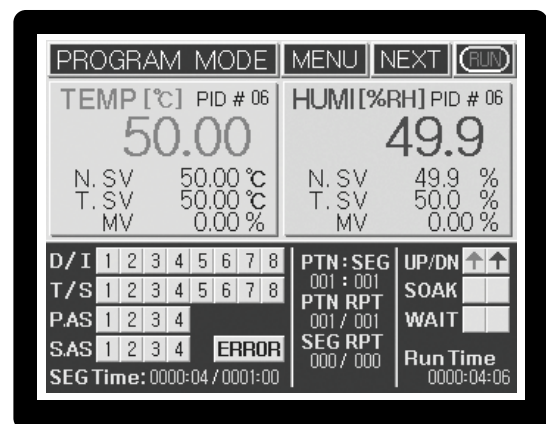 PROGRAM MODE MENU NEXT RUN
TEMP [℃] PID # 06
50.00
N. SV 50.00 ℃
T. SV 50.00 ℃
MV 0.00 %
HUMI [%RH] PID # 06
49.9
N. SV 49.9 %
T. SV 50.0 %
MV 0.00 %
D/I 1 2 3 4 5 6 7 8
T/S 1 2 3 4 5 6 7 8
P.AS 1 2 3 4
S.AS 1 2 3 4 ERROR
SEG Time: 0000:04 / 0001:00
PTN:SEG
001 : 001
PTN RPT
001 / 001
SEG RPT
000 / 000
UP/DN ↑ ↑
SOAK
WAIT
Run Time
0000:04:06